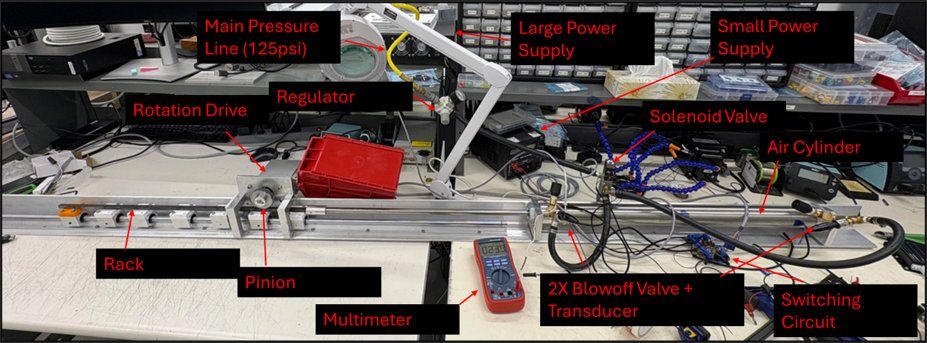 Main Pressure
Line (125psi)
Large Power
Supply
Small Power
Supply
Regulator
Rotation Drive
Solenoid Valve
Air Cylinder
Rack
Pinion
2X Blowoff Valve +
Transducer
Switching
Circuit
Multimeter